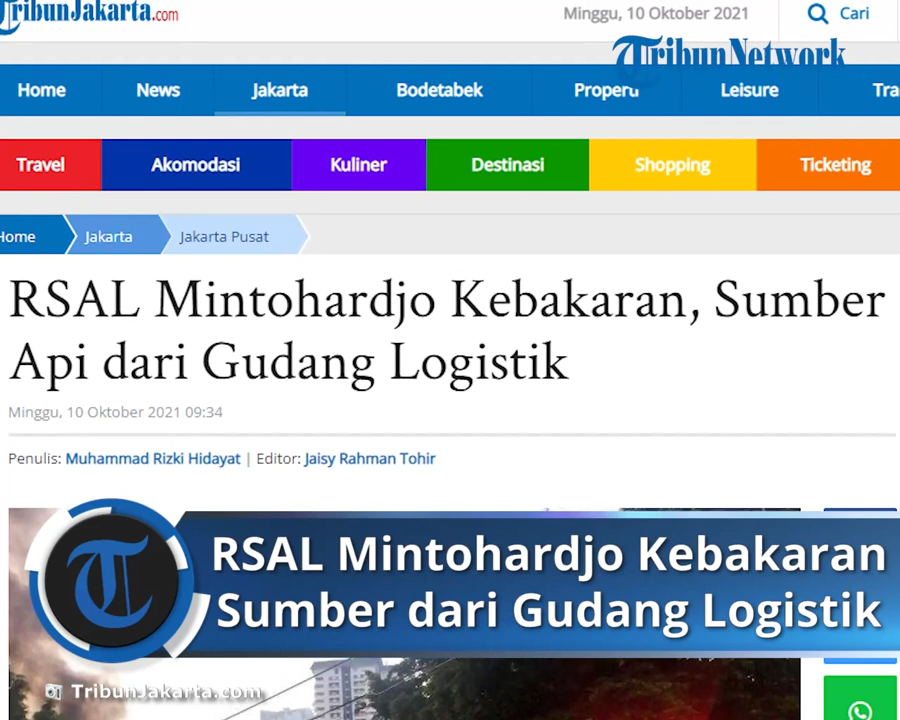 TribunJakarta.com
Minggu, 10 Oktober 2021
Cari
TribunNetwork
Home News Jakarta Bodetabek Leisure
Travel Akomodasi Kuliner Destinasi Shopping Ticketing
Home Jakarta Jakarta Pusat
RSAL Mintohardjo Kebakaran, Sumber
Api dari Gudang Logistik
Minggu, 10 Oktober 2021 09:34
Penulis: Muhammad Rizki Hidayat | Editor: Jaisy Rahman Tohir
RSAL Mintohardjo Kebakaran
Sumber dari Gudang Logistik
TribunJakarta.com